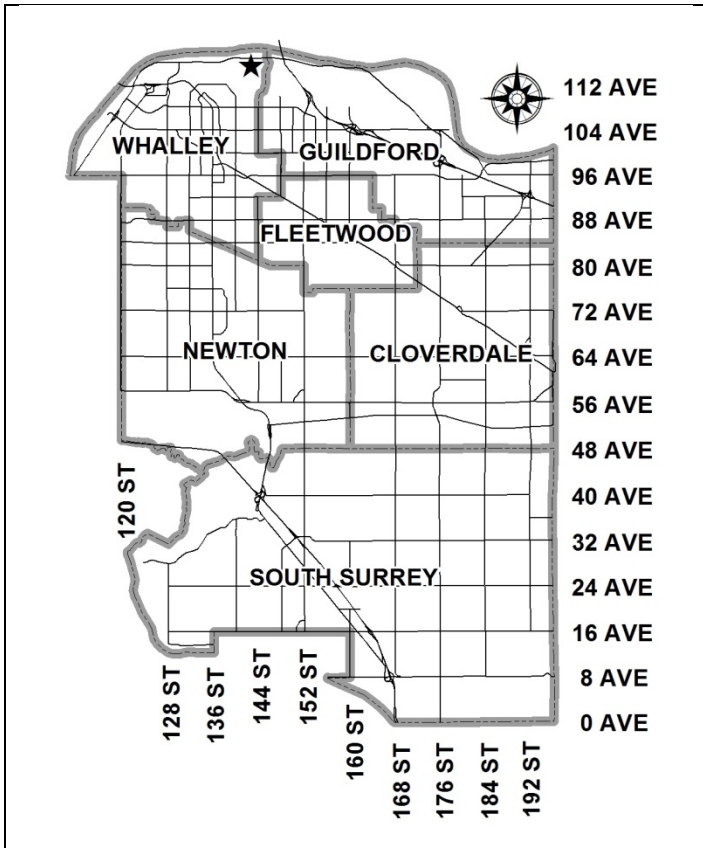 112 AVE
104 AVE
WHALLEY
GUILDFORD
96 AVE
88 AVE
FLEETWOOD
80 AVE
72 AVE
NEWTON
CLOVERDALE
64 AVE
56 AVE
48 AVE
120 ST
40 AVE
32 AVE
SOUTH SURREY
24 AVE
16 AVE
8 AVE
0 AVE
128 ST
136 ST
144 ST
152 ST
160 ST
168 ST
176 ST
184 ST
192 ST